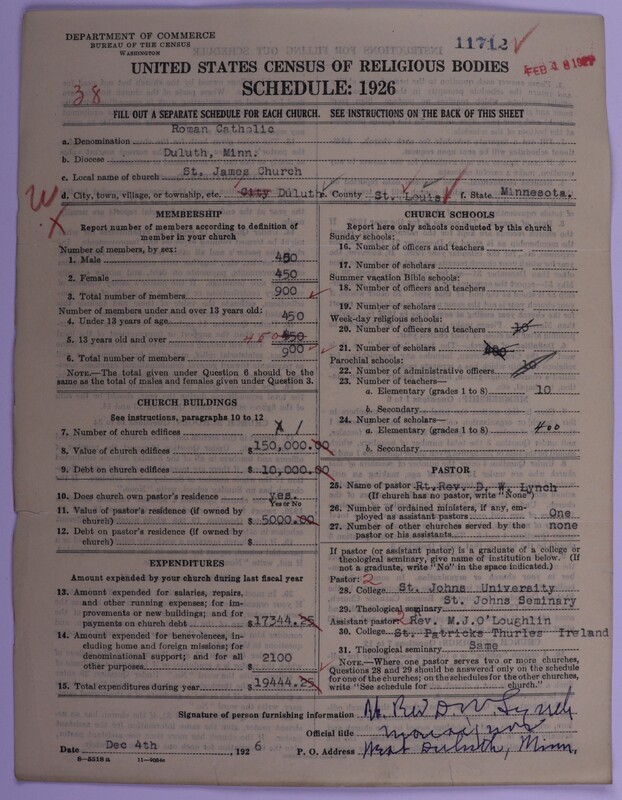 DEPARTMENT OF COMMERCE
BUREAU OF THE CENSUS
WASHINGTON
11712
FEB 4 8 1927
UNITED STATES CENSUS OF RELIGIOUS BODIES
SCHEDULE: 1926
38
FILL OUT A SEPARATE SCHEDULE FOR EACH CHURCH. SEE INSTRUCTIONS ON THE BACK OF THIS SHEET
a. Denomination Roman Catholic
b. Diocese Duluth, Minn.
c. Local name of church St. James Church
d. City, town, village, or township, etc. City Duluth e. County St. Louis f. State Minnesota.
W
X
MEMBERSHIP
Report number of members according to definition of
member in your church
Number of members, by sex:
1. Male 450
2. Female 450
3. Total number of members 900
Number of members under and over 13 years old:
4. Under 13 years of age 450
5. 13 years old and over 450 450
6. Total number of members 900
NOTE.—The total given under Question 6 should be
same as the total of males and females given under Question 3.
CHURCH BUILDINGS
See instructions, paragraphs 10 to 12
7. Number of church edifices 1
8. Value of church edifices $150,000.00
9. Debt on church edifices $10,000.00
10. Does church own pastor's residence yes.
Yes or No
11. Value of pastor's residence (if owned by
church) $5000.00
12. Debt on pastor's residence (if owned by
church) $
EXPENDITURES
Amount expended by your church during last fiscal year
13. Amount expended for salaries, repairs,
and other running expenses; for im-
provements or new buildings; and for
payments on church debt $17344.25
14. Amount expended for benevolences, in-
cluding home and foreign missions; for
denominational support; and for all
other purposes 2100
15. Total expenditures during year $19444.25
CHURCH SCHOOLS
Report here only schools conducted by this church
Sunday schools:
16. Number of officers and teachers
17. Number of scholars
Summer vacation Bible schools:
18. Number of officers and teachers
19. Number of scholars
Week-day religious schools:
20. Number of officers and teachers 10
21. Number of scholars 400
Parochial schools:
22. Number of administrative officers 10
23. Number of teachers—
a. Elementary (grades 1 to 8) 10
b. Secondary
24. Number of scholars—
a. Elementary (grades 1 to 8) 400
b. Secondary
PASTOR
25. Name of pastor Rt.Rev. D. W. Lynch
(If church has no pastor, write "None")
26. Number of ordained ministers, if any, em-
ployed as assistant pastors One
27. Number of other churches served by the
pastor or his assistants none
If pastor (or assistant pastor) is a graduate of a college or
theological seminary, give name of institution below. (If
not a graduate, write "No" in the space indicated.)
Pastor: 2
28. College St. Johns University
29. Theological seminary St. Johns Seminary
Assistant pastor: 2 Rev. M.J.O'Loughlin
30. College St. Patricks Thurles Ireland
31. Theological seminary Same
NOTE.—Where one pastor serves two or more churches,
Questions 28 and 29 should be answered only on the schedule
for one of the churches; on the schedules for the other churches,
write "See schedule for church."
Signature of person furnishing information Rt. Rev D. W. Lynch
Official title
Date Dec 4th, 1926 P. O. Address West Duluth, Minn
8—5518 a